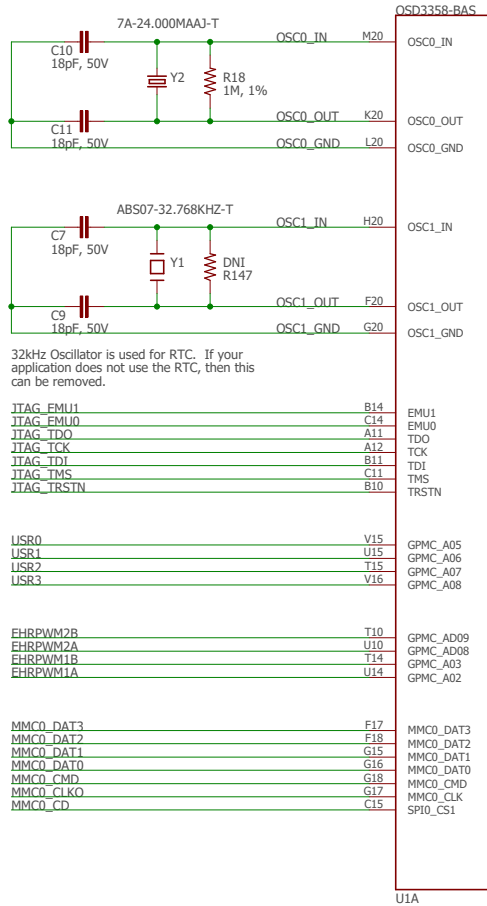 OSD3358-BAS
7A-24.000MAAJ-T
C10
18pF, 50V
Y2
R18
1M, 1%
OSC0_IN
M20
OSC0_IN
C11
18pF, 50V
OSC0_OUT
K20
OSC0_OUT
OSC0_GND
L20
OSC0_GND
ABS07-32.768KHZ-T
C7
18pF, 50V
Y1
DNI
R147
OSC1_IN
H20
OSC1_IN
C9
18pF, 50V
OSC1_OUT
F20
OSC1_OUT
OSC1_GND
G20
OSC1_GND
32kHz Oscillator is used for RTC. If your
application does not use the RTC, then this
can be removed.
JTAG_EMU1 B14 EMU1
JTAG_EMU0 C14 EMU0
JTAG_TDO A11 TDO
JTAG_TCK A12 TCK
JTAG_TDI B11 TDI
JTAG_TMS C11 TMS
JTAG_TRSTN B10 TRSTN
USR0 V15 GPMC_A05
USR1 U15 GPMC_A06
USR2 T15 GPMC_A07
USR3 V16 GPMC_A08
EHRPWM2B T10 GPMC_AD09
EHRPWM2A U10 GPMC_AD08
EHRPWM1B T14 GPMC_A03
EHRPWM1A U14 GPMC_A02
MMC0_DAT3 F17 MMC0_DAT3
MMC0_DAT2 F18 MMC0_DAT2
MMC0_DAT1 G15 MMC0_DAT1
MMC0_DAT0 G16 MMC0_DAT0
MMC0_CMD G18 MMC0_CMD
MMC0_CLKO G17 MMC0_CLK
MMC0_CD C15 SPI0_CS1
U1A